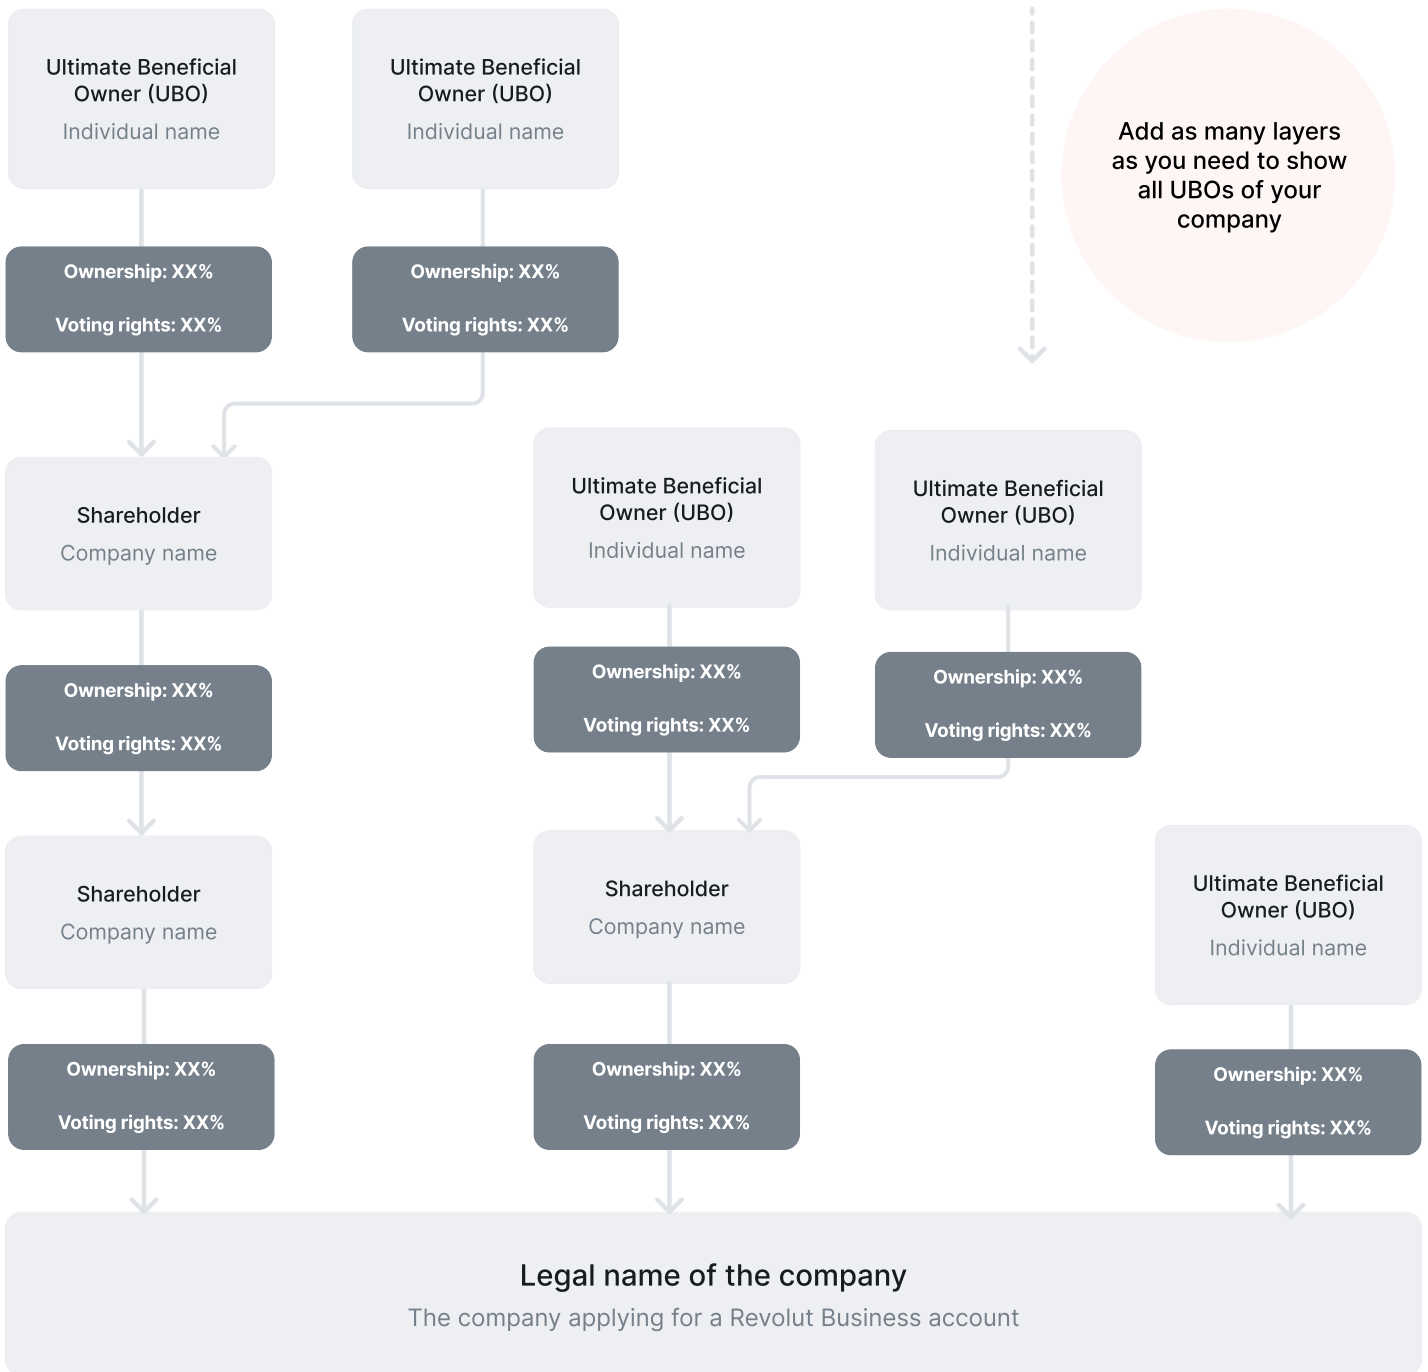 Ultimate Beneficial
Owner (UBO)
Individual name
Ultimate Beneficial
Owner (UBO)
Individual name
Add as many layers
as you need to show
all UBOs of your
company
Ownership: XX%
Voting rights: XX%
Ownership: XX%
Voting rights: XX%
Shareholder
Company name
Ultimate Beneficial
Owner (UBO)
Individual name
Ultimate Beneficial
Owner (UBO)
Individual name
Ownership: XX%
Voting rights: XX%
Ownership: XX%
Voting rights: XX%
Ownership: XX%
Voting rights: XX%
Shareholder
Company name
Shareholder
Company name
Ultimate Beneficial
Owner (UBO)
Individual name
Ownership: XX%
Voting rights: XX%
Ownership: XX%
Voting rights: XX%
Ownership: XX%
Voting rights: XX%
Legal name of the company
The company applying for a Revolut Business account